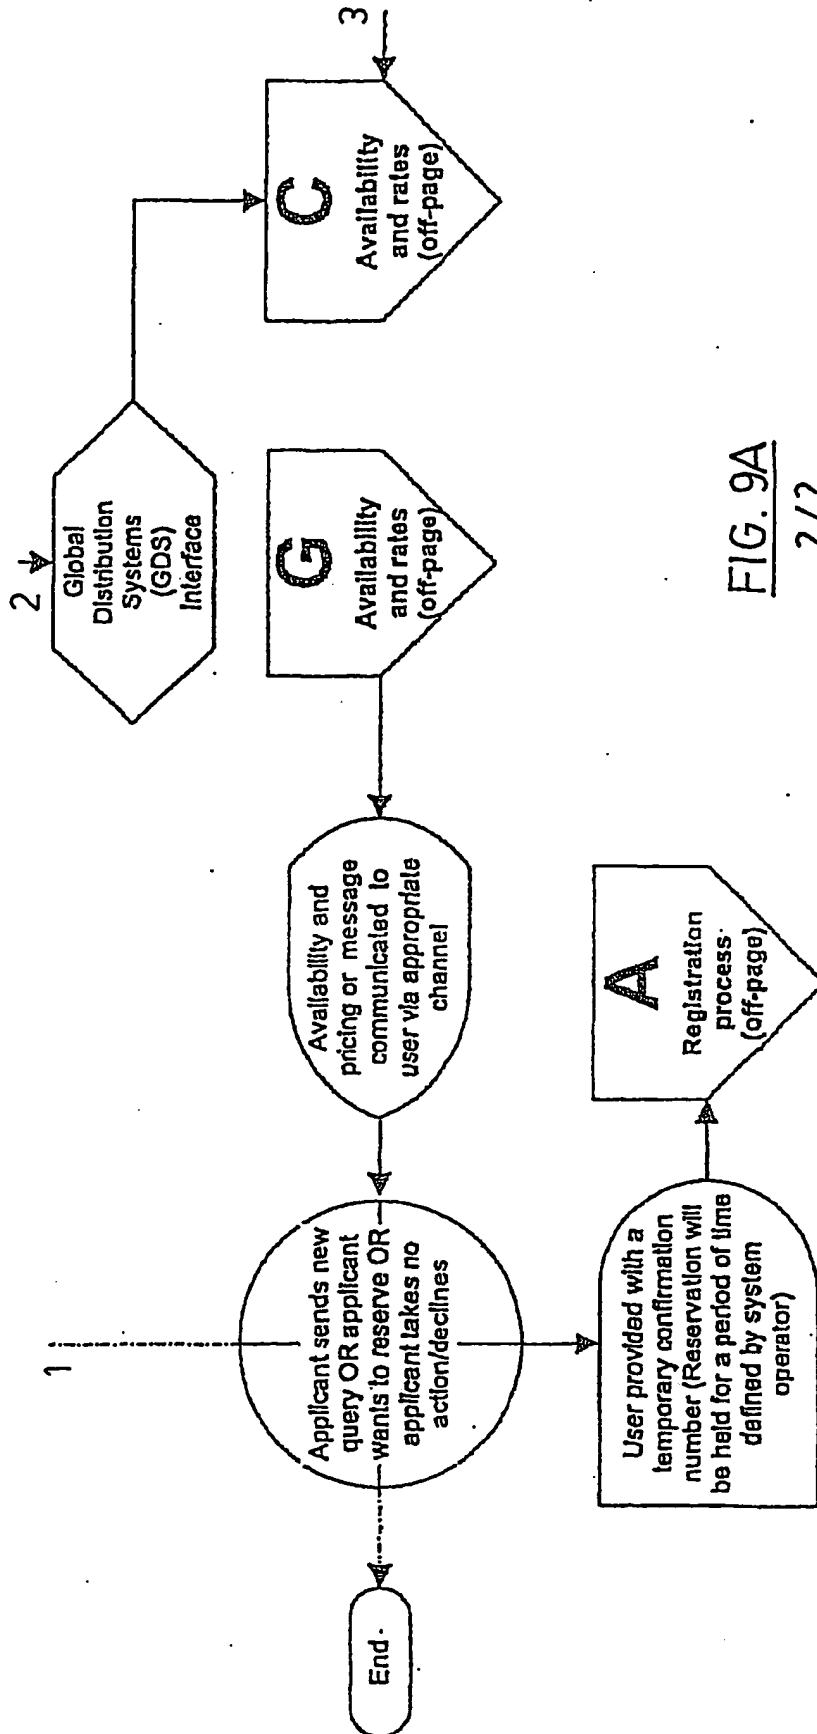 1
2
3
Global
Distribution
Systems
(GDS)
Interface
C
Availability
and rates
(off-page)
G
Availability
and rates
(off-page)
Availability and
pricing or message
communicated to
user via appropriate
channel
Applicant sends new
query OR applicant
wants to reserve OR
applicant takes no
action/declines
End
User provided with a
temporary confirmation
number (Reservation will
be held for a period of time
defined by system
operator)
A
Registration
process
(off-page)
FIG. 9A
2/2